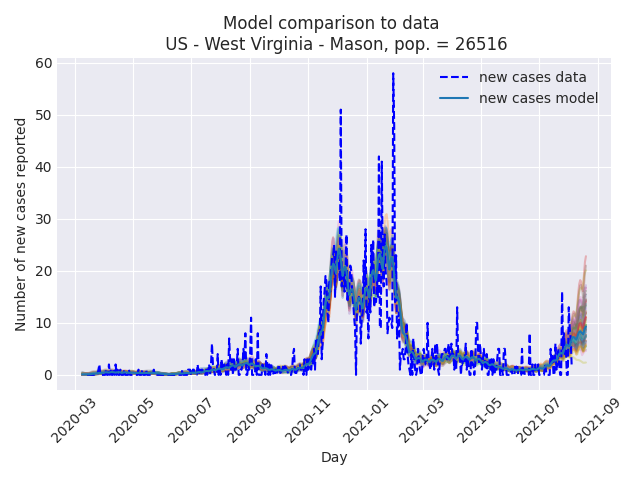 Model comparison to data
US - West Virginia - Mason, pop. = 26516
new cases data
new cases model
Number of new cases reported
60
50
40
30
20
10
0
2020-03
2020-05
2020-07
2020-09
2020-11
2021-01
2021-03
2021-05
2021-07
2021-09
Day